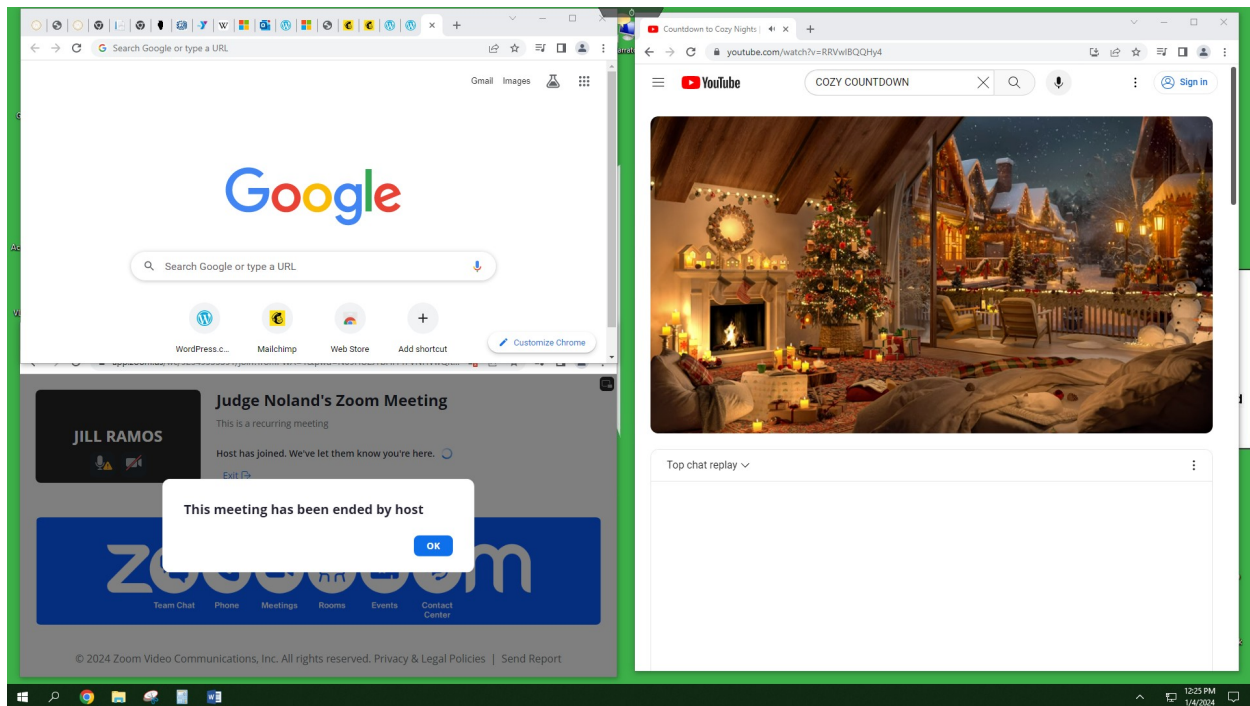 Search Google or type a URL
Gmail Images
Google
Search Google or type a URL
WordPress.c...
Mailchimp
Web Store
Add shortcut
Customize Chrome
JILL RAMOS
Judge Noland's Zoom Meeting
This is a recurring meeting
Host has joined. We've let them know you're here.
Exit
This meeting has been ended by host
OK
Team Chat
Phone
Meetings
Rooms
Events
Contact
Center
© 2024 Zoom Video Communications, Inc. All rights reserved. Privacy & Legal Policies | Send Report
Countdown to Cozy Nights |
youtube.com/watch?v=RRVwIBQQHy4
YouTube
COZY COUNTDOWN
Sign in
Top chat replay
12:25 PM
1/4/2024